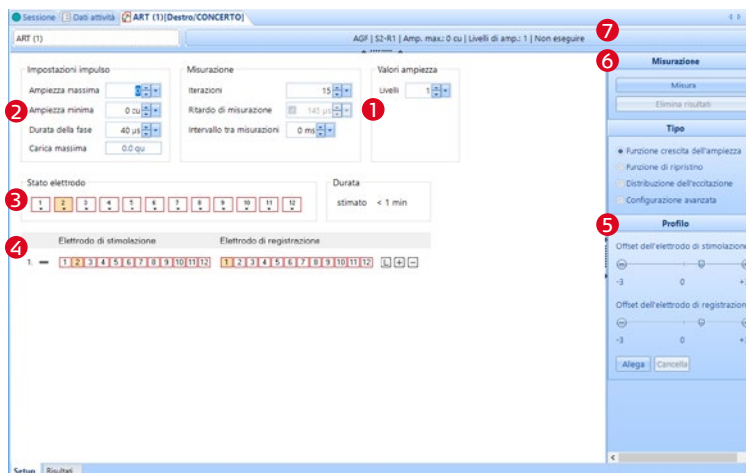 Sessione Dati attività ART (1)[Destro/CONCERTO]
ART (1) AGF | S2-R1 | Amp. max.: 0 cu | Livelli di amp.: 1 | Non eseguire 7
Impostazioni impulso Misurazione Valori ampiezza 6 Misurazione
Ampiezza massima 0 Iterazioni 15 Livelli 1 Misura
2 Ampiezza minima 0 cu Ritardo di misurazione 145 µs 1 Elimina risultati
Durata della fase 40 µs Intervallo tra misurazioni 0 ms Tipo
Carica massima 0.0 qu
Funzione crescita dell'ampiezza
Funzione di ripristino
Stato elettrodo Durata Distribuzione dell'eccitazione
3 1 2 3 4 5 6 7 8 9 10 11 12 stimato < 1 min Configurazione avanzata
5 Profilo
4 Elettrodo di stimolazione Elettrodo di registrazione Offset dell'elettrodo di stimolazione
1. 1 2 3 4 5 6 7 8 9 10 11 12 1 2 3 4 5 6 7 8 9 10 11 12 L + −
-3 0
Offset dell'elettrodo di registrazion
-3 0
Allega Cancella
Setup Risultati